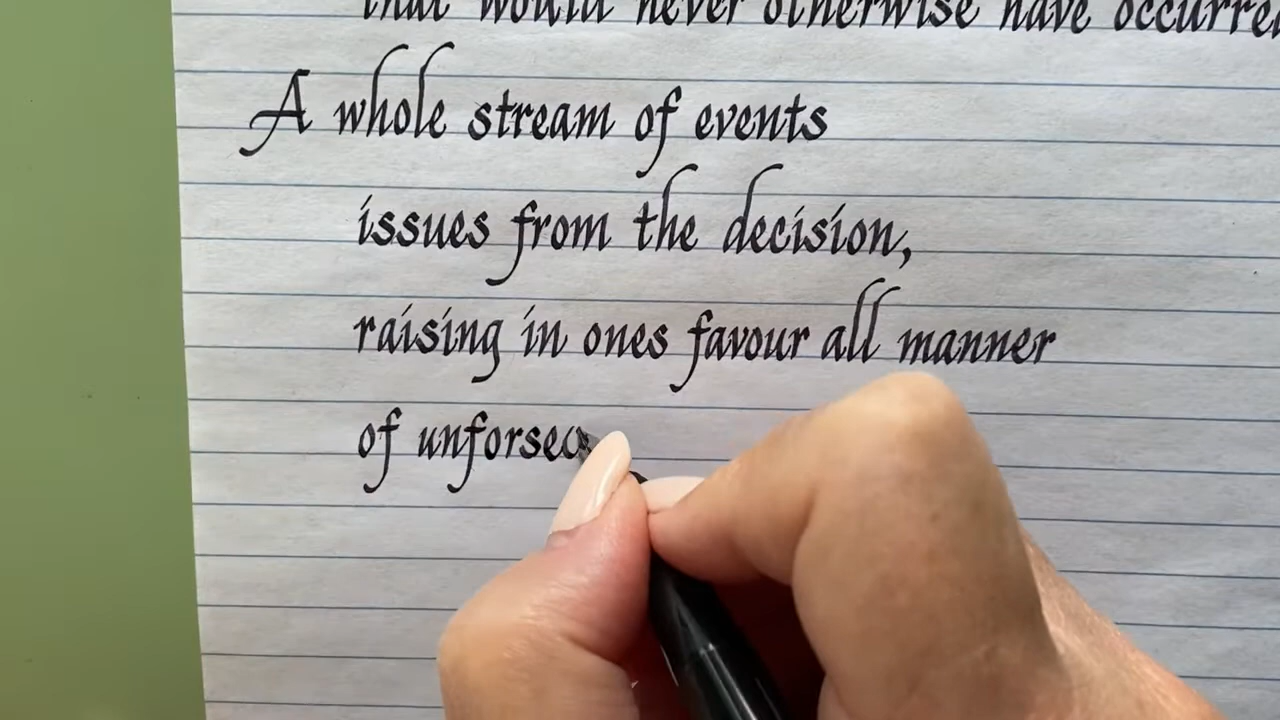 that would never otherwise have occurred
A whole stream of events
issues from the decision,
raising in ones favour all manner
of unforsee